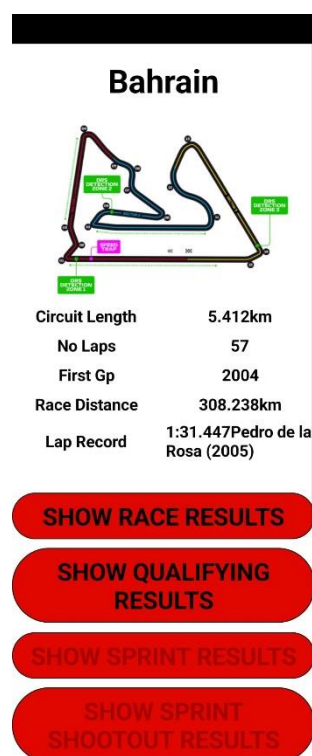 Bahrain
DRS
DETECTION
ZONE 2
DRS
DETECTION
ZONE 3
SPEED
TRAP
DRS
DETECTION
ZONE 1
Circuit Length 5.412km
No Laps 57
First Gp 2004
Race Distance 308.238km
Lap Record 1:31.447Pedro de la
Rosa (2005)
SHOW RACE RESULTS
SHOW QUALIFYING
RESULTS
SHOW SPRINT RESULTS
SHOW SPRINT
SHOOTOUT RESULTS